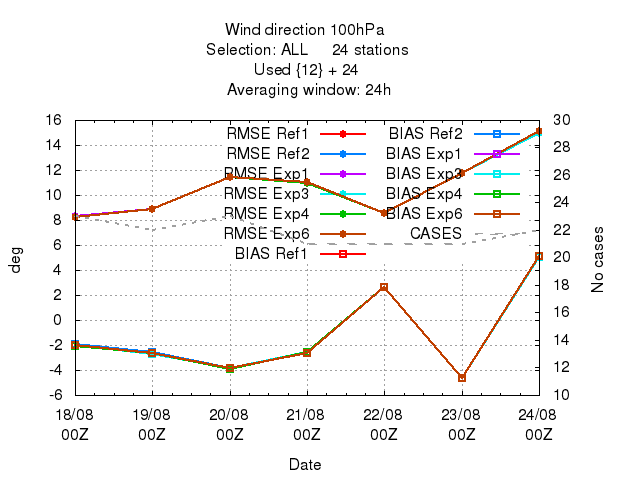 Wind direction 100hPa
Selection: ALL 24 stations
Used {12} + 24
Averaging window: 24h
16 30
14 28
12 26
10 24
8 22
6 20
4 18
2 16
0 14
-2 12
-4 10
-6
deg
No cases
RMSE Ref1 BIAS Ref2
RMSE Ref2 BIAS Exp1
RMSE Exp1 BIAS Exp3
RMSE Exp3 BIAS Exp4
RMSE Exp4 BIAS Exp6
RMSE Exp6 CASES
BIAS Ref1
18/08 19/08 20/08 21/08 22/08 23/08 24/08
00Z 00Z 00Z 00Z 00Z 00Z 00Z
Date